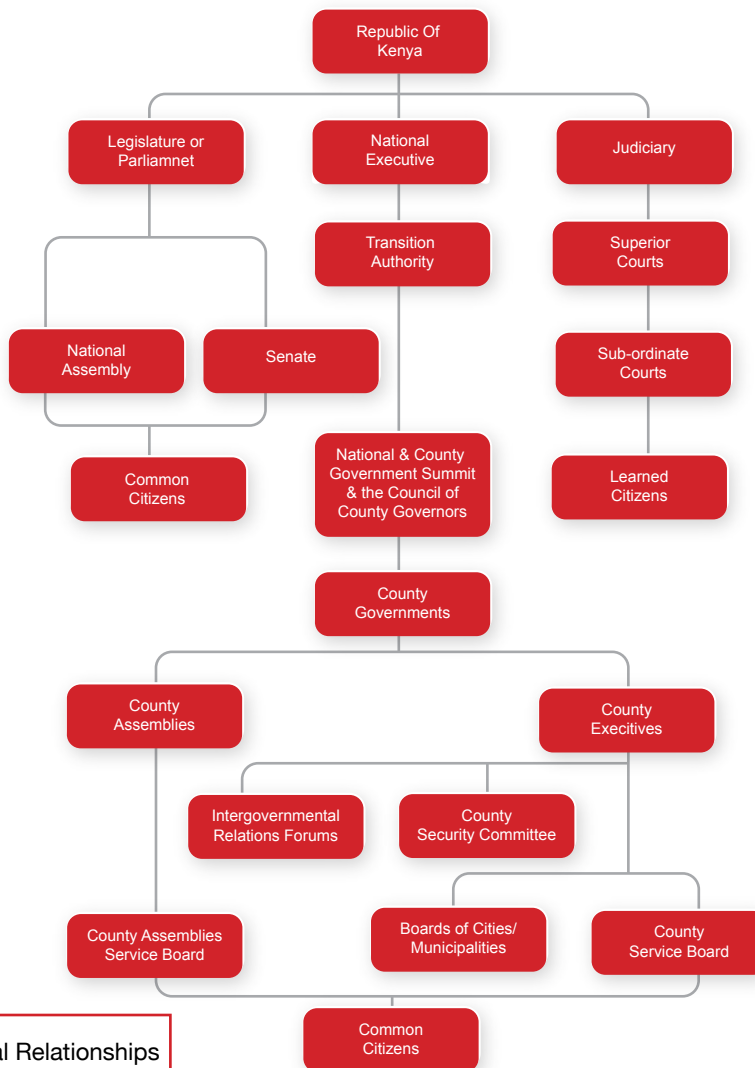 Republic Of
Kenya
Legislature or
Parliamnet
National
Executive
Judiciary
Transition
Authority
Superior
Courts
National
Assembly
Senate
Sub-ordinate
Courts
Common
Citizens
National & County
Government Summit
& the Council of
County Governors
Learned
Citizens
County
Governments
County
Assemblies
County
Execitives
Intergovernmental
Relations Forums
County
Security Committee
County Assemblies
Service Board
Boards of Cities/
Municipalities
County
Service Board
Common
Citizens
Relationships